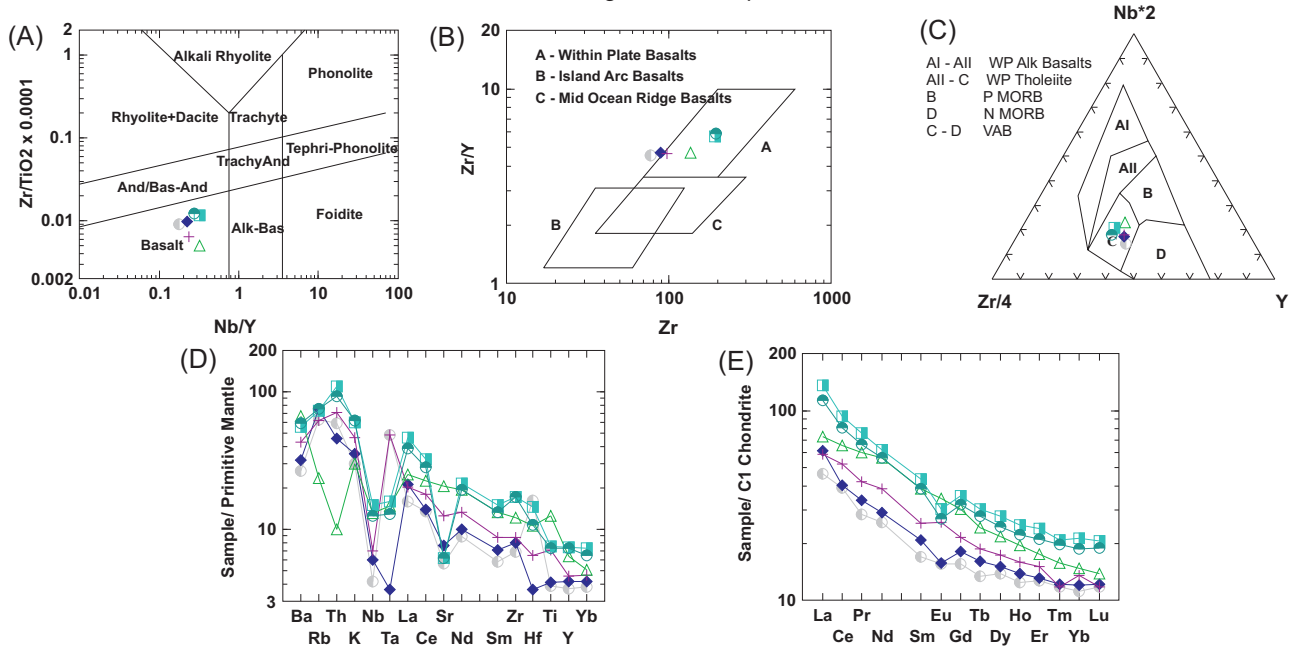 (A)
2
1
0.1
0.01
0.002
Zr/TiO2 x 0.0001
Alkali Rhyolite
Phonolite
Rhyolite+Dacite
Trachyte
Tephri-Phonolite
TrachyAnd
And/Bas-And
Foidite
Alk-Bas
Basalt
0.01 0.1 1 10 100
Nb/Y
(B)
20
10
1
Zr/Y
A - Within Plate Basalts
B - Island Arc Basalts
C - Mid Ocean Ridge Basalts
A
B
C
10 100 1000
Zr
(C)
Nb*2
AI - AII WP Alk Basalts
AII - C WP Tholeiite
B P MORB
D N MORB
C - D VAB
AI
AII
B
C
D
Zr/4
Y
(D)
200
100
10
3
Sample/ Primitive Mantle
Ba Th Nb La Sr Zr Ti Yb
Rb K Ta Ce Nd Sm Hf Y
(E)
200
100
10
Sample/ C1 Chondrite
La Pr Eu Tb Ho Tm Lu
Ce Nd Sm Gd Dy Er Yb